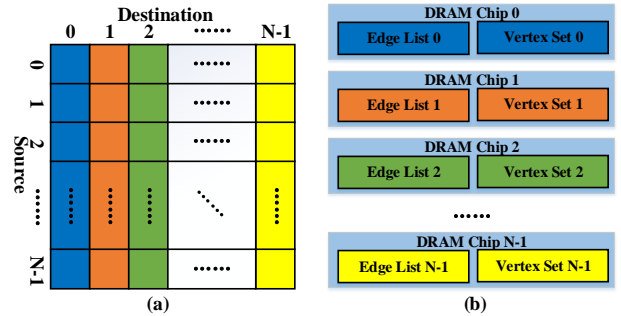 Destination
0 1 2 ...... N-1
Source
0 ......
1 ......
2 ......
...... ...... ...... ...... ...... ......
N-1 ......
(a)
DRAM Chip 0
Edge List 0 Vertex Set 0
DRAM Chip 1
Edge List 1 Vertex Set 1
DRAM Chip 2
Edge List 2 Vertex Set 2
......
DRAM Chip N-1
Edge List N-1 Vertex Set N-1
(b)